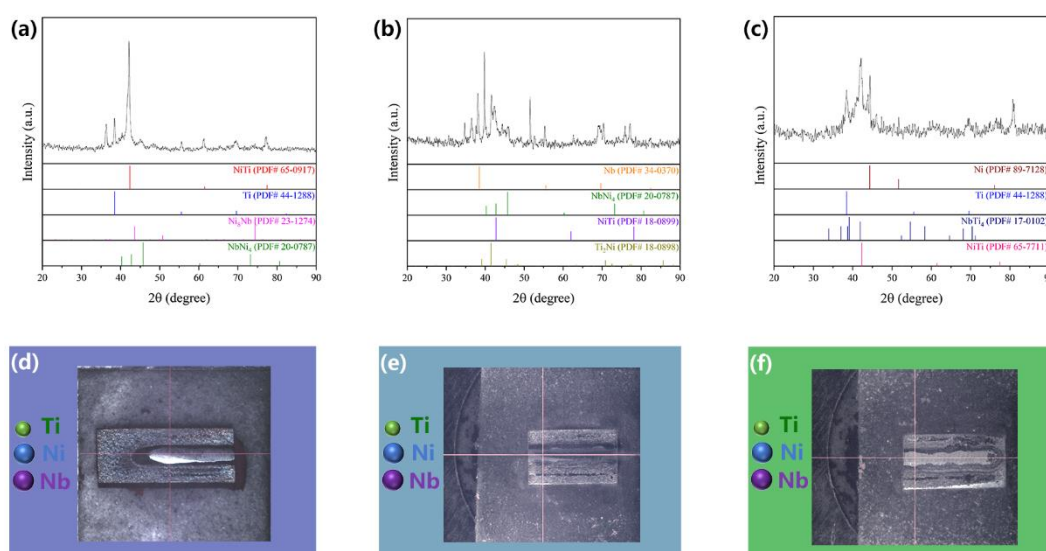 (a)
Intensity (a.u.)
NiTi (PDF# 65-0917)
Ti (PDF# 44-1288)
Ni₈Nb (PDF# 23-1274)
NbNi₄ (PDF# 20-0787)
20 30 40 50 60 70 80 90
2θ (degree)
(b)
Intensity (a.u.)
Nb (PDF# 34-0370)
NbNi₄ (PDF# 20-0787)
NiTi (PDF# 18-0899)
Ti₂Ni (PDF# 18-0898)
20 30 40 50 60 70 80 90
2θ (degree)
(c)
Intensity (a.u.)
Ni (PDF# 89-7128)
Ti (PDF# 44-1288)
NbTi₄ (PDF# 17-0102)
NiTi (PDF# 65-7711)
20 30 40 50 60 70 80 90
2θ (degree)
(d)
Ti
Ni
Nb
(e)
Ti
Ni
Nb
(f)
Ti
Ni
Nb